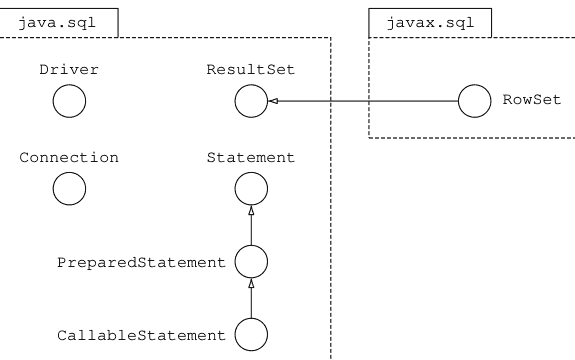 java.sql
javax.sql
Driver
ResultSet
RowSet
Connection
Statement
PreparedStatement
CallableStatement